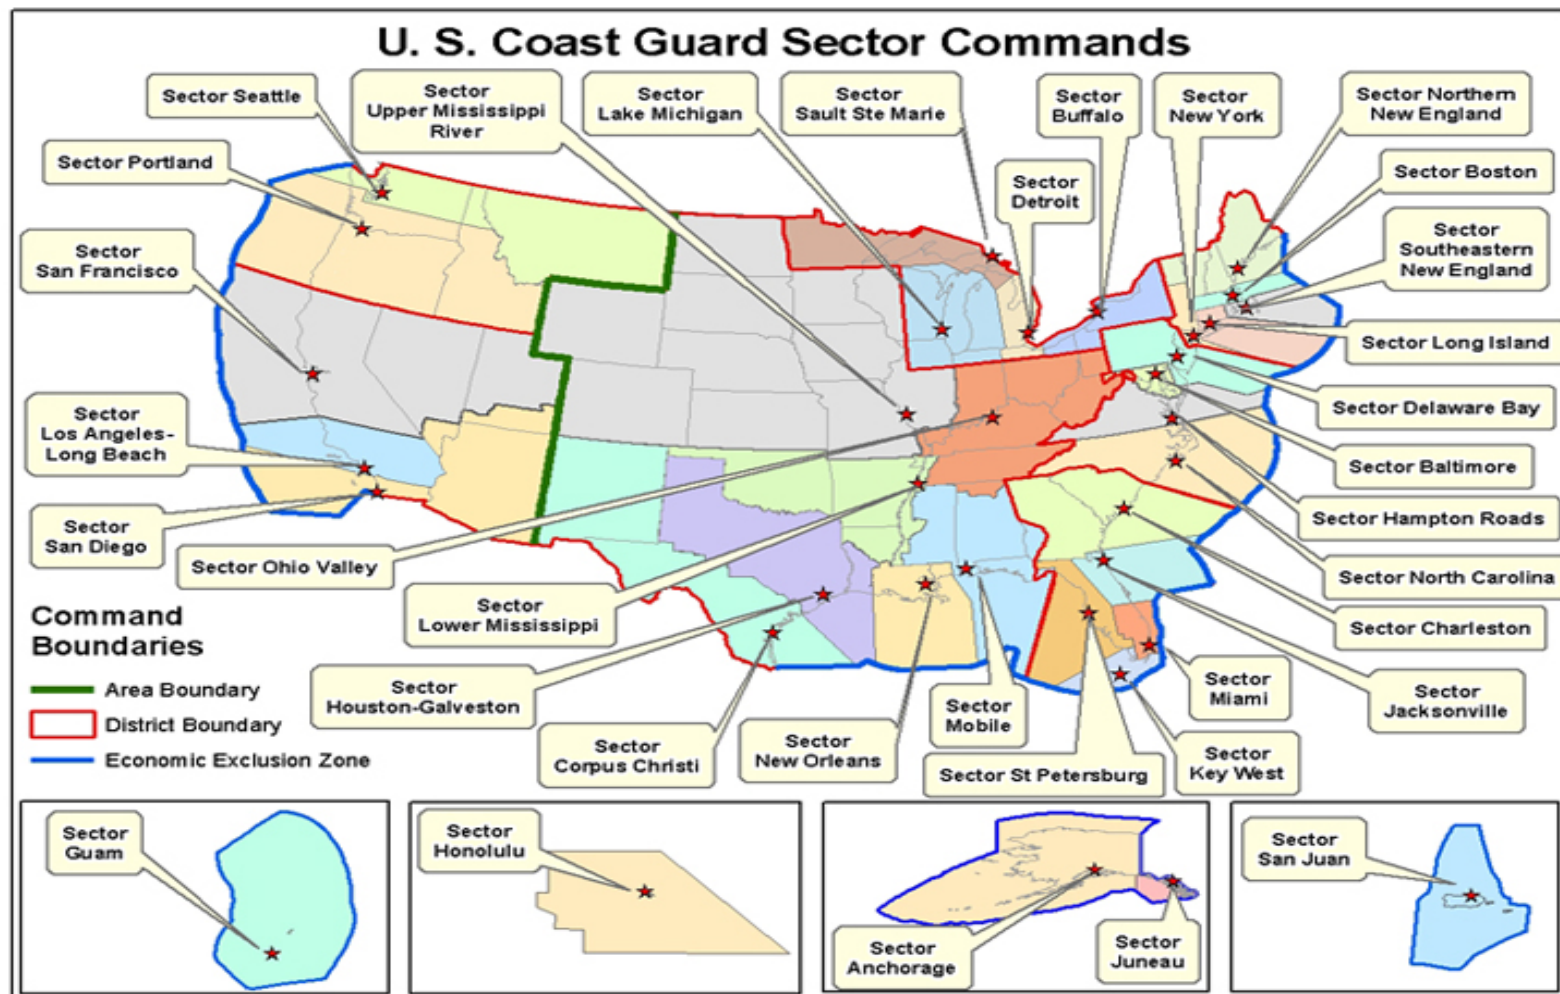 U. S. Coast Guard Sector Commands
Sector Seattle
Sector
Upper Mississippi
River
Sector
Lake Michigan
Sector
Sault Ste Marie
Sector
Buffalo
Sector
New York
Sector Northern
New England
Sector Portland
Sector
Detroit
Sector Boston
Sector
San Francisco
Sector
Southeastern
New England
Sector Long Island
Sector
Los Angeles-
Long Beach
Sector Delaware Bay
Sector Baltimore
Sector
San Diego
Sector Ohio Valley
Sector Hampton Roads
Sector
Lower Mississippi
Sector North Carolina
Sector Charleston
Command
Boundaries
Area Boundary
District Boundary
Economic Exclusion Zone
Sector
Houston-Galveston
Sector
Corpus Christi
Sector
New Orleans
Sector
Mobile
Sector St Petersburg
Sector
Miami
Sector
Key West
Sector
Jacksonville
Sector
Guam
Sector
Honolulu
Sector
Anchorage
Sector
Juneau
Sector
San Juan